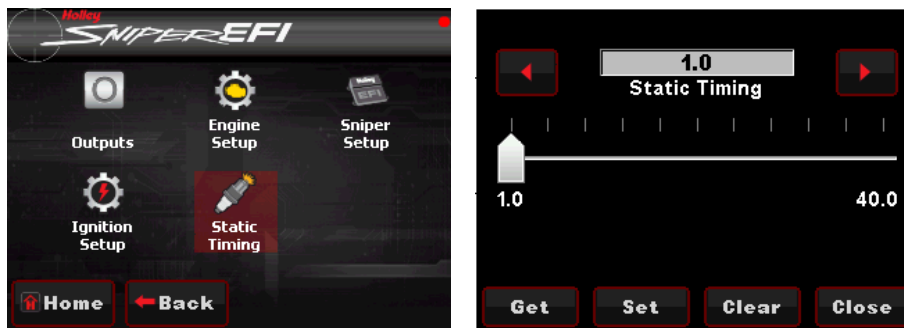 Holley
SNIPER EFI
Outputs
Engine
Setup
EFI
Sniper
Setup
Ignition
Setup
Static
Timing
Home
Back
1.0
Static Timing
1.0
40.0
Get
Set
Clear
Close